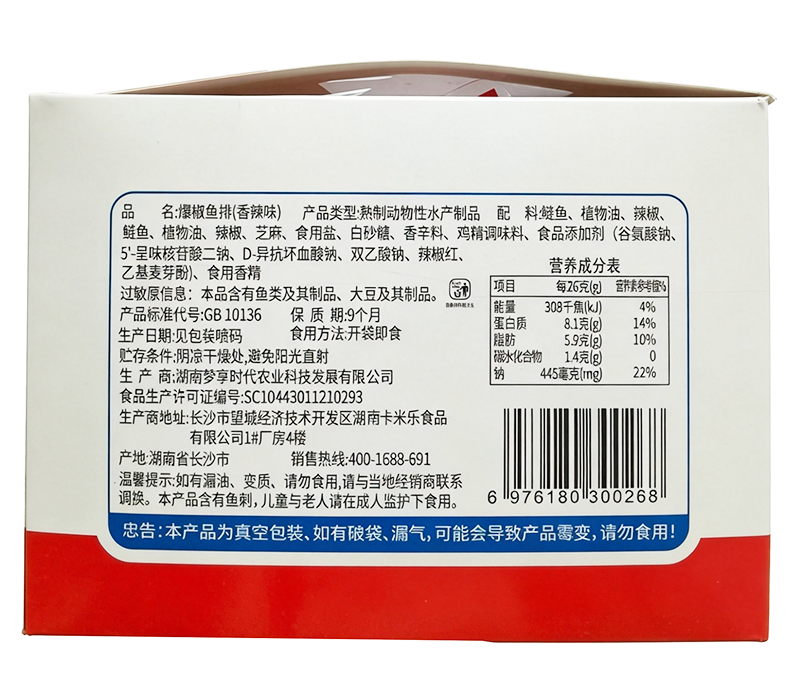 品 名:爆椒鱼排(香辣味) 产品类型:熟制动物性水产制品 配 料:鲢鱼、植物油、辣椒、
鲢鱼、植物油、辣椒、芝麻、食用盐、白砂糖、香辛料、鸡精调味料、食品添加剂（谷氨酸钠、
5'-呈味核苷酸二钠、D-异抗坏血酸钠、双乙酸钠、辣椒红、
乙基麦芽酚)、食用香精
过敏原信息：本品含有鱼类及其制品、大豆及其制品。
产品标准代号:GB 10136 保 质 期:9个月
生产日期:见包装喷码 食用方法:开袋即食
贮存条件:阴凉干燥处,避免阳光直射
生 产 商:湖南梦享时代农业科技发展有限公司
食品生产许可证编号:SC10443011210293
生产商地址:长沙市望城经济技术开发区湖南卡米乐食品
有限公司1#厂房4楼
产地:湖南省长沙市 销售热线:400-1688-691
温馨提示:如有漏油、变质、请勿食用,请与当地经销商联系
调换。本产品含有鱼刺,儿童与老人请在成人监护下食用。
营养成分表
项目 每26克(g) 营养素参考值%
能量 308千焦(kJ) 4%
蛋白质 8.1克(g) 14%
脂肪 5.9克(g) 10%
碳水化合物 1.4克(g) 0
钠 445毫克(mg) 22%
6 976180 300268
忠告:本产品为真空包装、如有破袋、漏气,可能会导致产品霉变,请勿食用!